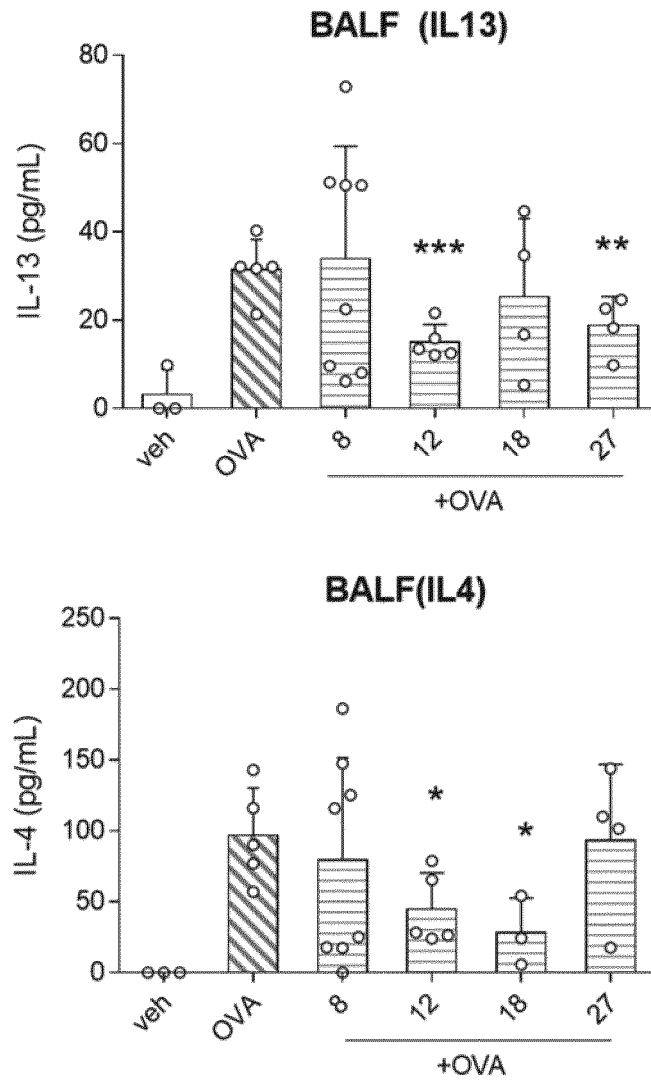 BALF (IL13)
80
60
40
20
0
IL-13 (pg/mL)
***
**
veh
OVA
8
12
18
27
+OVA
BALF(IL4)
250
200
150
100
50
0
IL-4 (pg/mL)
*
*
veh
OVA
8
12
18
27
+OVA